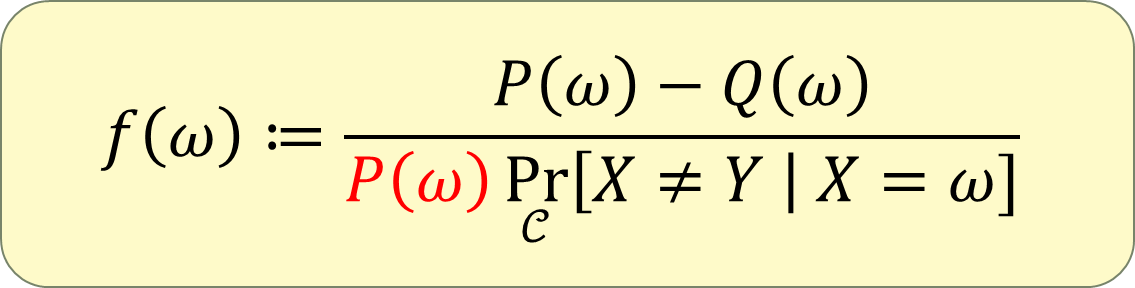 f(ω) ≔ P(ω) − Q(ω) / P(ω) Pr[X ≠ Y | X = ω]
𝒞